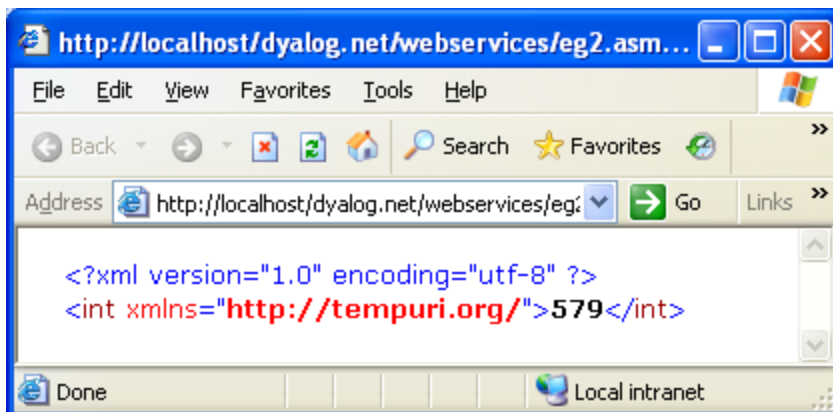 http://localhost/dyalog.net/webservices/eg2.asm...
File Edit View Favorites Tools Help
Back Search Favorites »
Address http://localhost/dyalog.net/webservices/eg Go Links »
<?xml version="1.0" encoding="utf-8" ?>
<int xmlns="http://tempuri.org/">579</int>
Done Local intranet